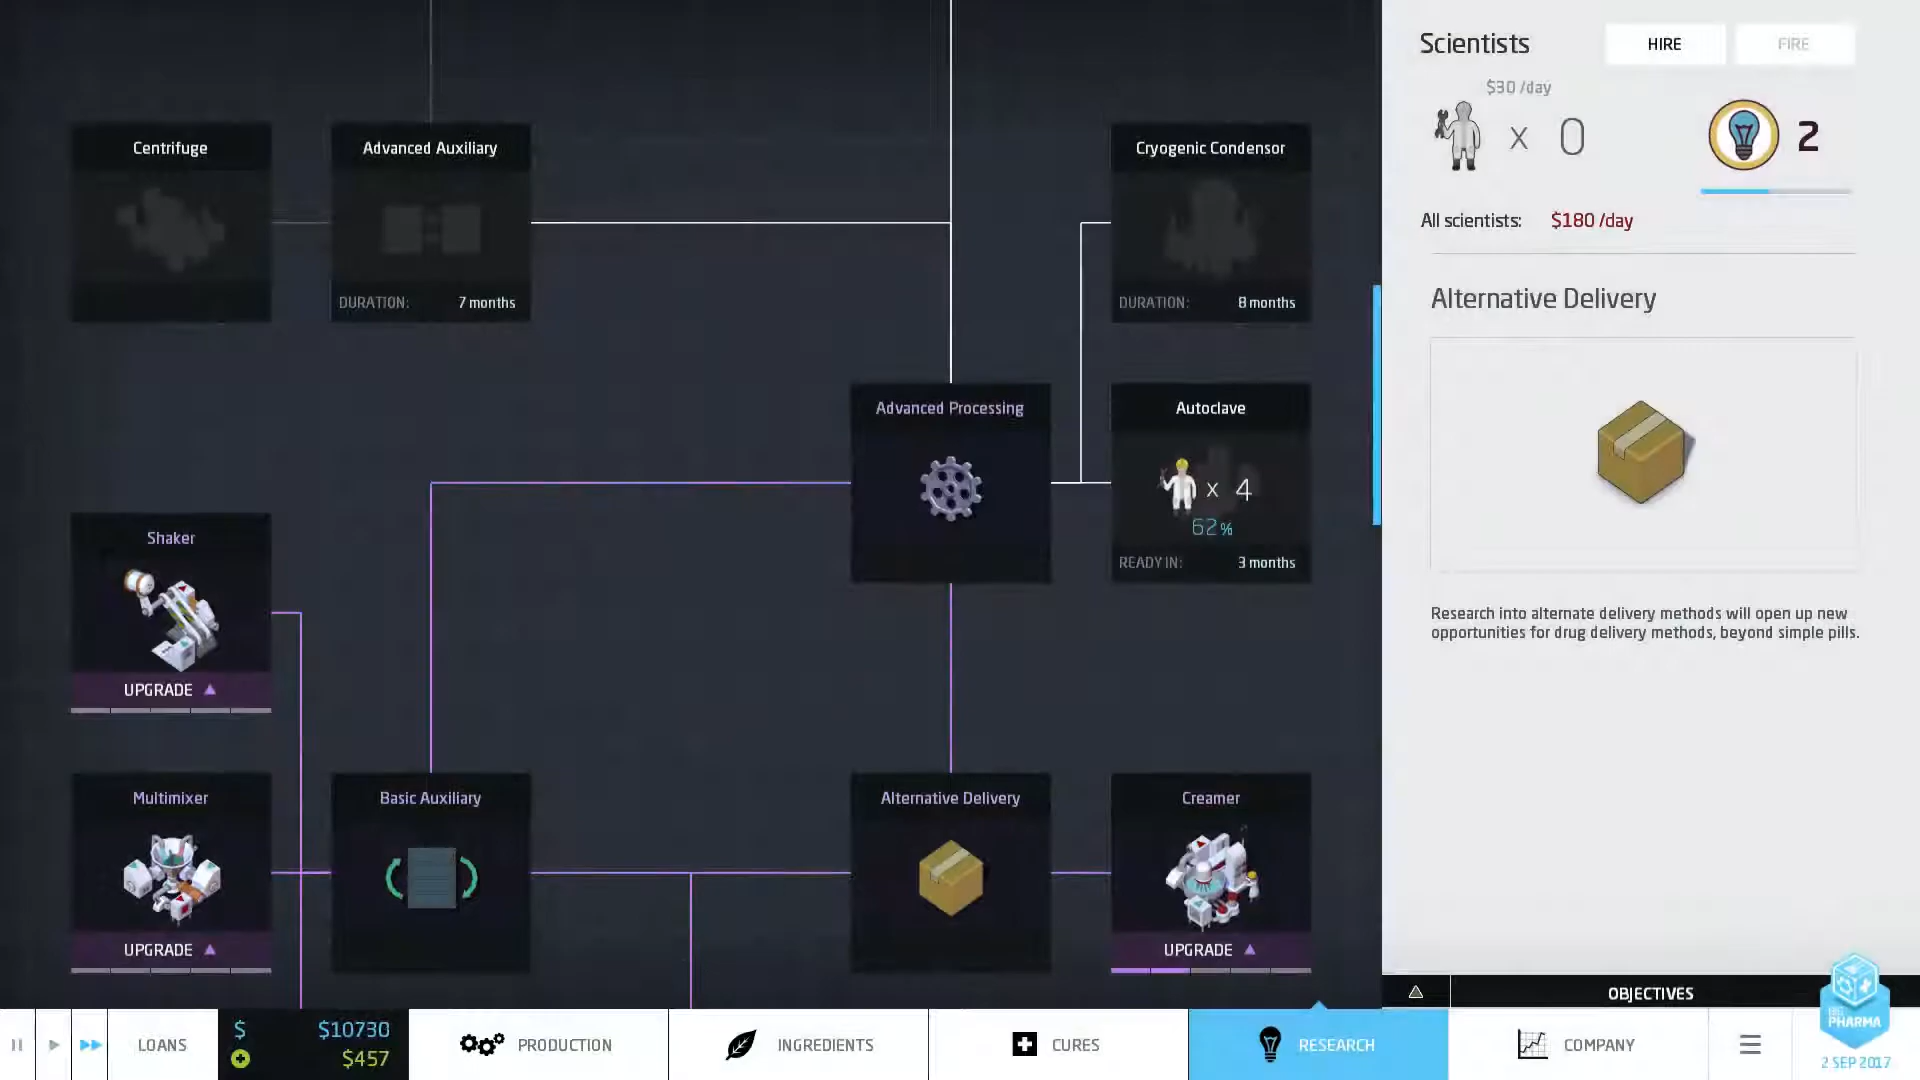 Scientists
HIRE
FIRE
$30 /day
x 0
2
All scientists: $180 /day
Alternative Delivery
Research into alternate delivery methods will open up new
opportunities for drug delivery methods, beyond simple pills.
Centrifuge
Advanced Auxiliary
DURATION: 7 months
Cryogenic Condensor
DURATION: 8 months
Advanced Processing
Autoclave
x 4
62%
READY IN: 3 months
Shaker
UPGRADE
Multimixer
UPGRADE
Basic Auxiliary
Alternative Delivery
Creamer
UPGRADE
OBJECTIVES
LOANS
$ $10730
$457
PRODUCTION
INGREDIENTS
CURES
RESEARCH
COMPANY
PHARMA
2 SEP 2017